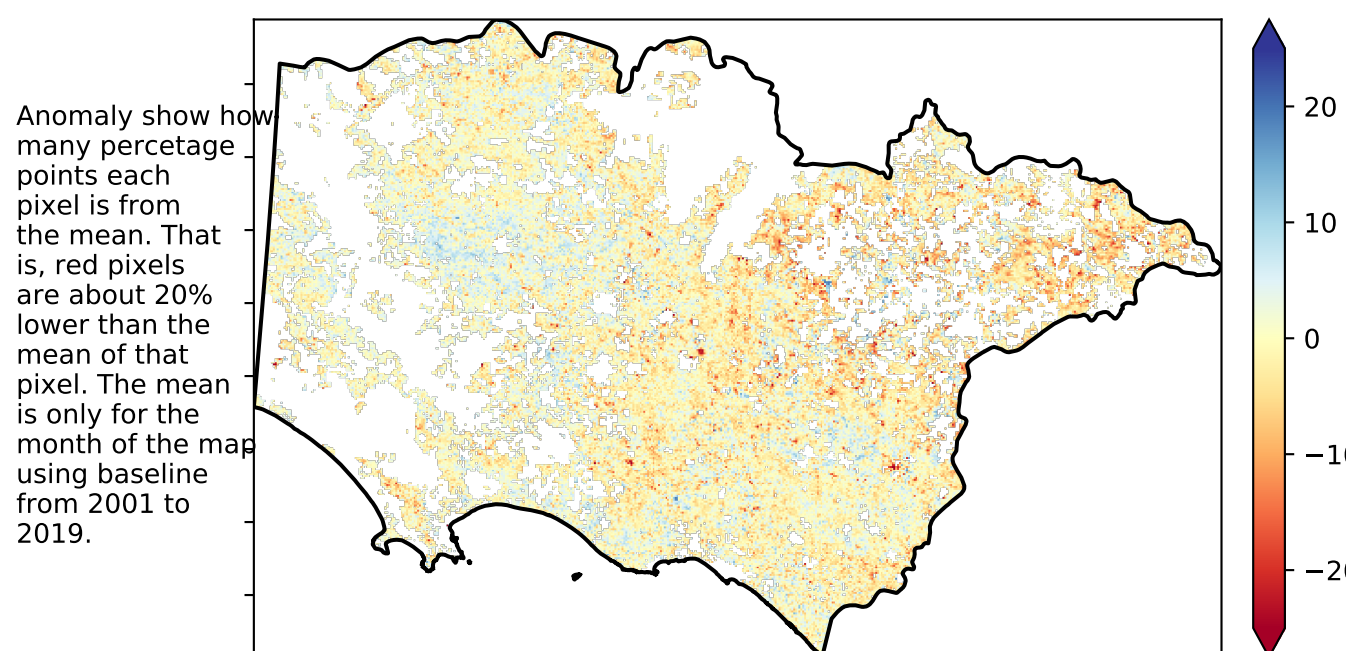 Anomaly show how
many percetage
points each
pixel is from
the mean. That
is, red pixels
are about 20%
lower than the
mean of that
pixel. The mean
is only for the
month of the map
using baseline
from 2001 to
2019.
20
10
0
−10
−20